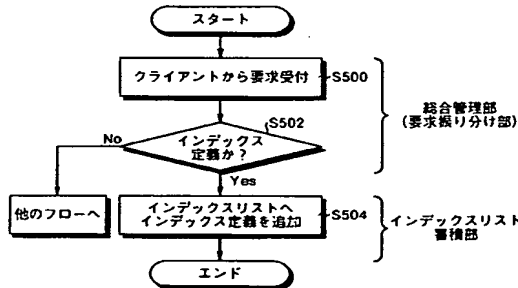 スタート
クライアントから要求受付
S500
総合管理部
(要求振り分け部)
S502
インデックス
定義か?
No
Yes
他のフローへ
インデックスリストへ
インデックス定義を追加
S504
インデックスリスト
蓄積部
エンド